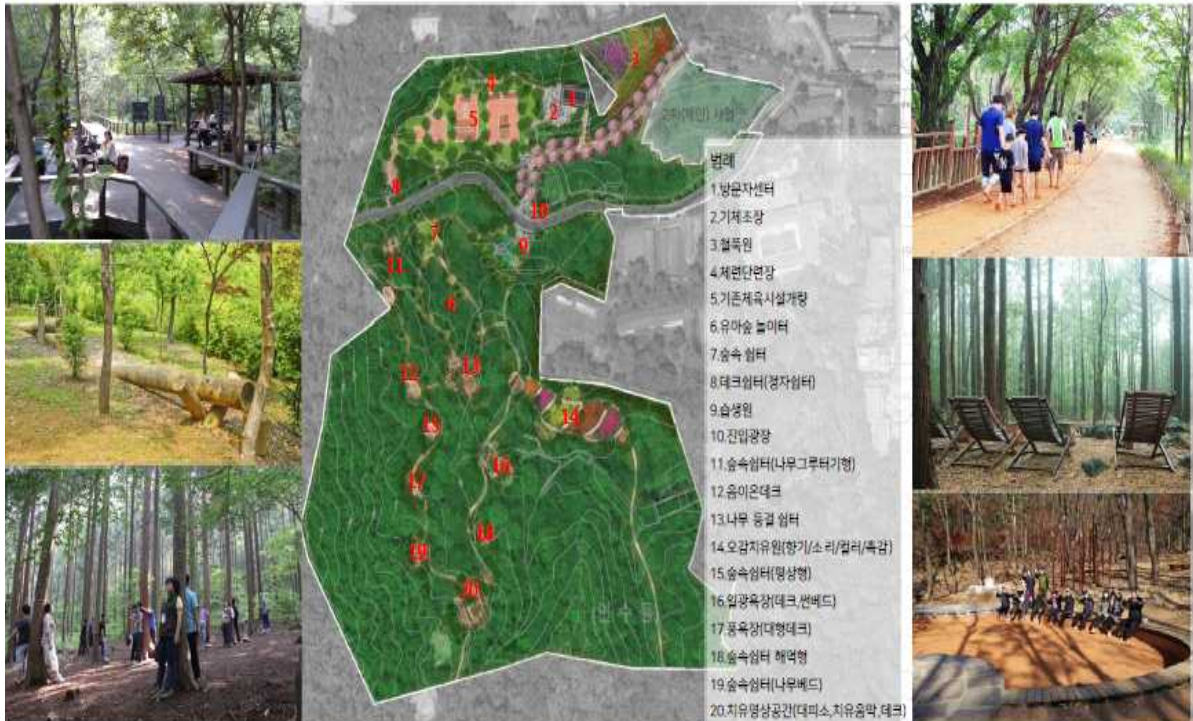 범례
1.방문자센터
2.기체조장
3.철쭉원
4.체련단련장
5.기존체육시설개량
6.유아숲 놀이터
7.숲속 쉼터
8.데크쉼터(정자쉼터)
9.습생원
10.진입광장
11.숲속쉼터(나무그루터기형)
12.음이온데크
13.나무 등걸 쉼터
14.오감치유원(향기/소리/컬러/촉감)
15.숲속쉼터(평상형)
16.일광욕장(데크,썬베드)
17.풍욕장(대형데크)
18.숲속쉼터 해먹형
19.숲속쉼터(나무베드)
20.치유명상공간(대피소,치유움막,데크)
3
4
1
2
5
8
10
7
9
11
6
12
13
14
15
16
17
18
19
20